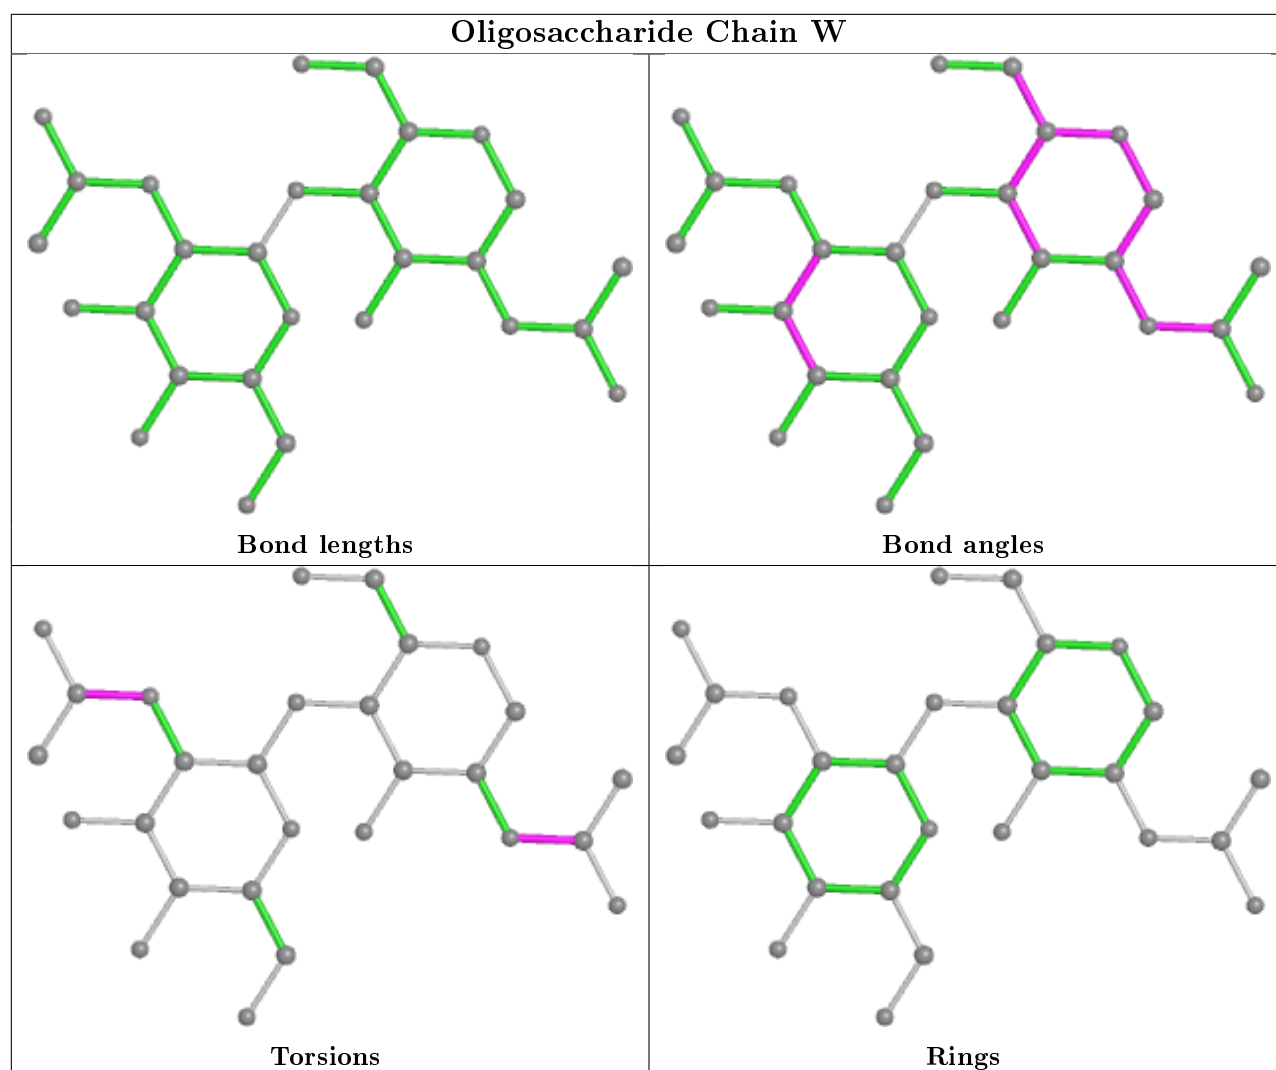 Oligosaccharide Chain W
Bond lengths
Bond angles
Torsions
Rings